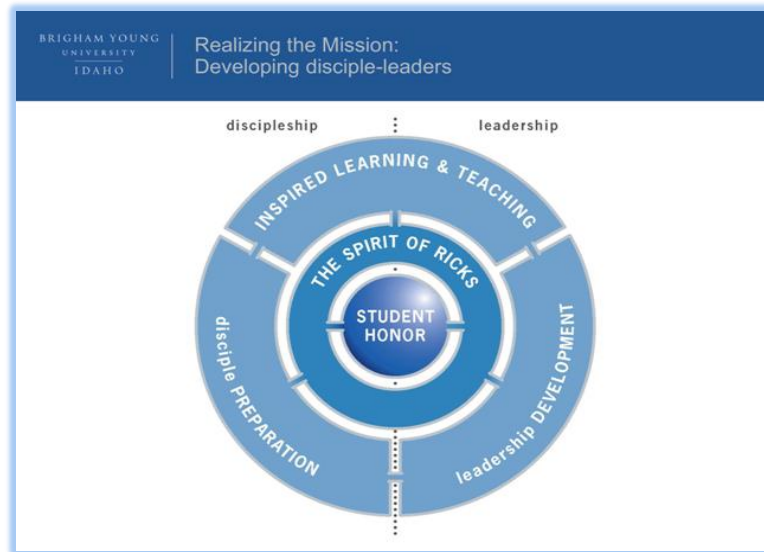 BRIGHAM YOUNG
UNIVERSITY
IDAHO
Realizing the Mission:
Developing disciple-leaders
discipleship
leadership
INSPIRED LEARNING & TEACHING
THE SPIRIT OF RICKS
STUDENT
HONOR
disciple PREPARATION
leadership DEVELOPMENT